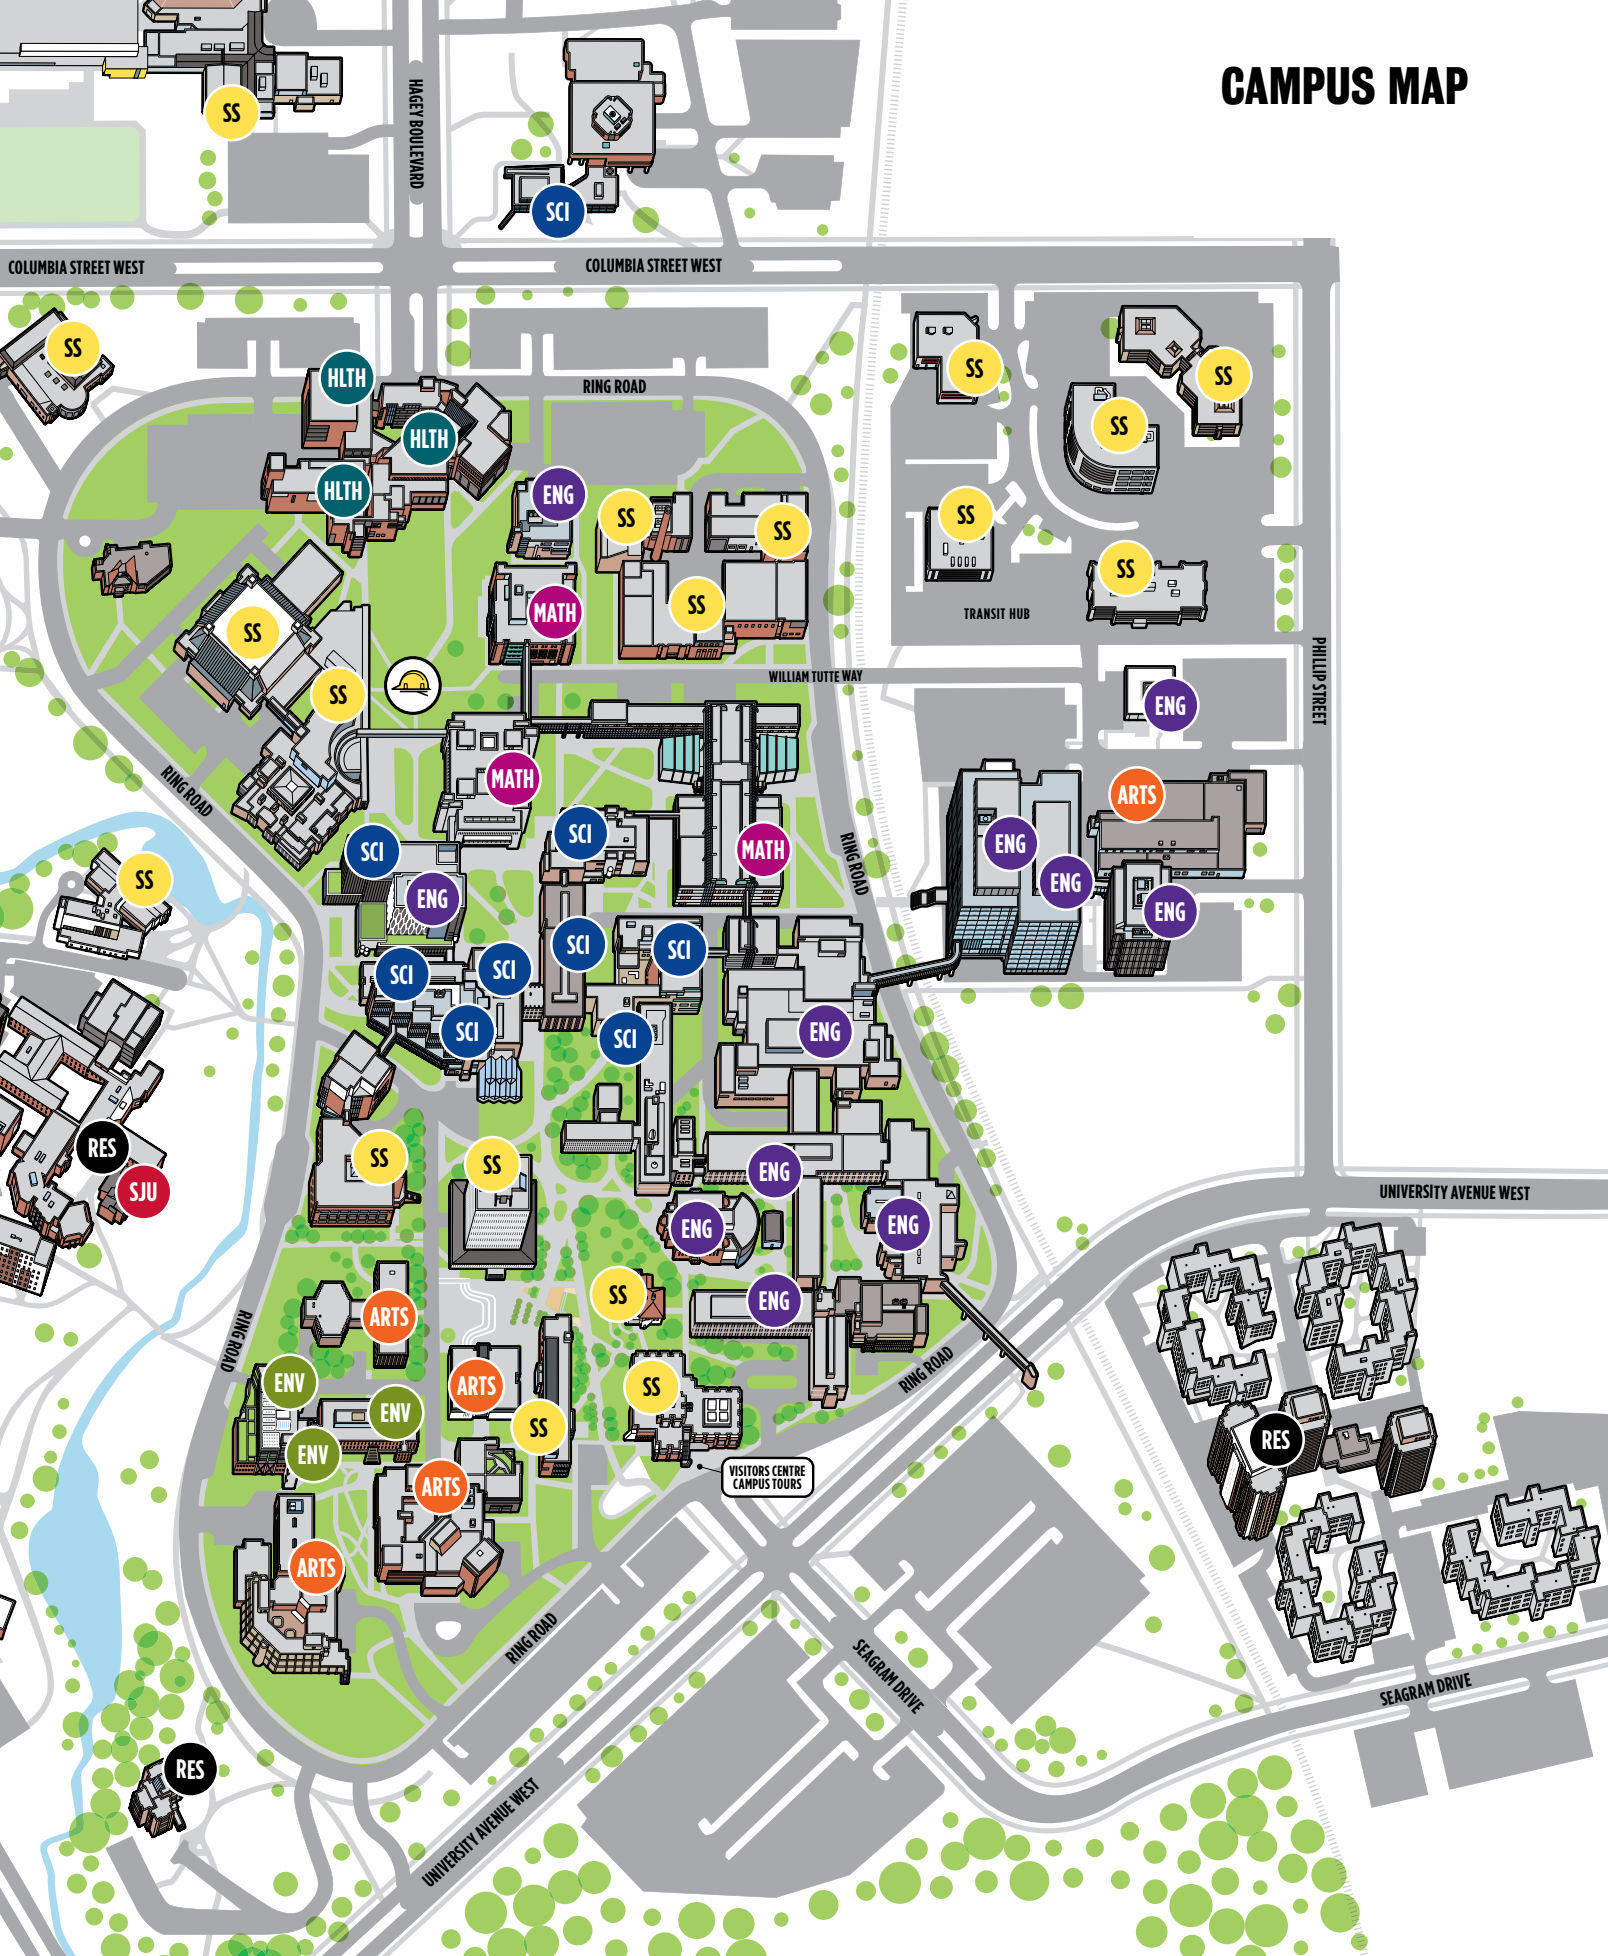 CAMPUS MAP
SS
HAGEY BOULEVARD
SCI
COLUMBIA STREET WEST
COLUMBIA STREET WEST
SS
HLTH
RING ROAD
SS
SS
HLTH
SS
HLTH
ENG
SS
SS
SS
SS
MATH
SS
TRANSIT HUB
SS
WILLIAM TUTTE WAY
PHILLIP STREET
SS
ENG
MATH
RING ROAD
ARTS
SCI
SCI
MATH
ENG
RING ROAD
SS
ENG
ENG
ENG
SCI
SCI
SCI
SCI
SCI
SCI
ENG
RES
SS
SS
ENG
SJU
UNIVERSITY AVENUE WEST
ENG
ENG
SS
ENG
ARTS
RING ROAD
RING ROAD
ENV
ARTS
SS
ENV
SS
RES
ENV
VISITORS CENTRE
CAMPUS TOURS
ARTS
ARTS
RING ROAD
SEAGRAM DRIVE
SEAGRAM DRIVE
RES
UNIVERSITY AVENUE WEST